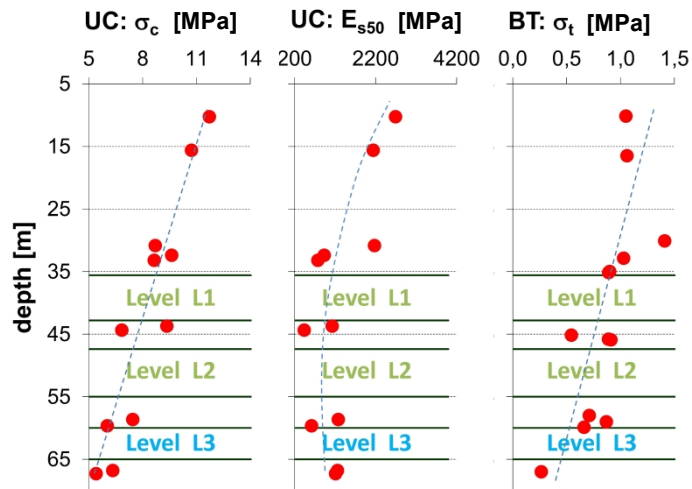 UC: σc [MPa]
UC: Es50 [MPa]
BT: σt [MPa]
5 8 11 14
200 2200 4200
0,0 0,5 1,0 1,5
depth [m]
5
15
25
35
45
55
65
Level L1
Level L1
Level L1
Level L2
Level L2
Level L2
Level L3
Level L3
Level L3